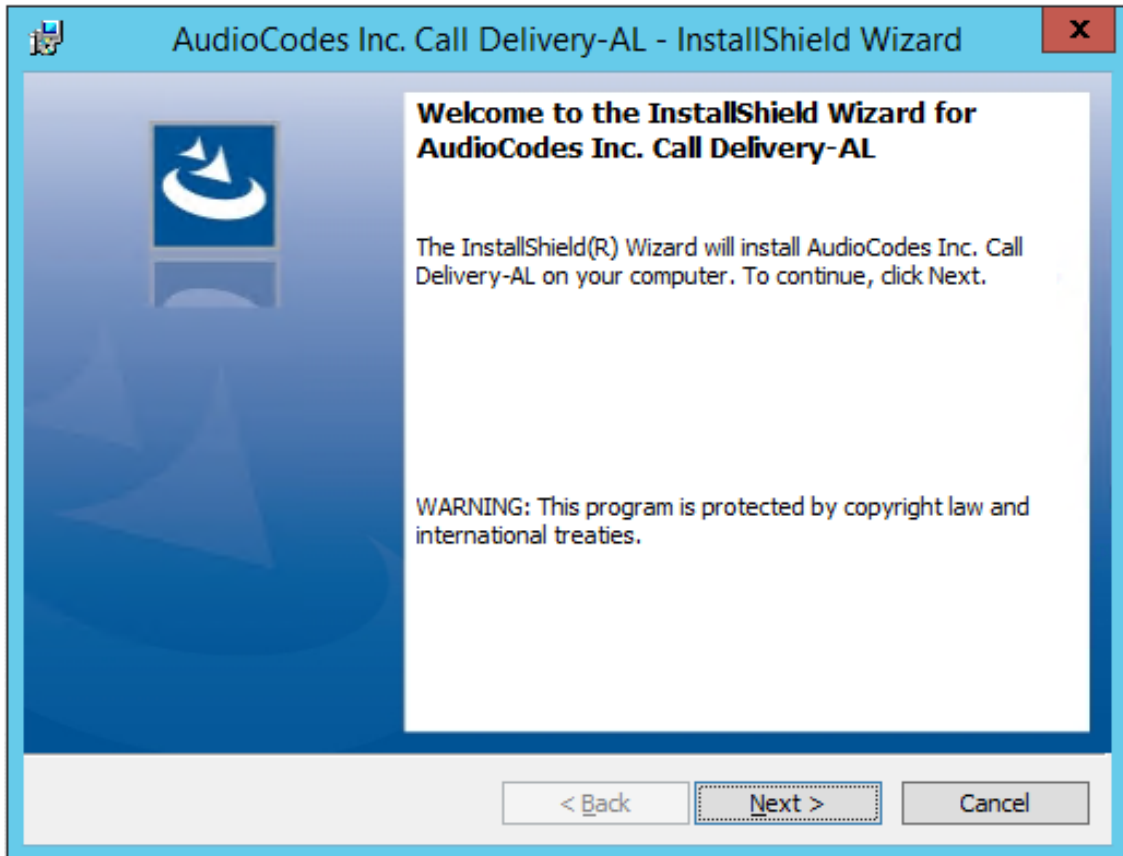 AudioCodes Inc. Call Delivery-AL - InstallShield Wizard
x
Welcome to the InstallShield Wizard for
AudioCodes Inc. Call Delivery-AL
The InstallShield(R) Wizard will install AudioCodes Inc. Call
Delivery-AL on your computer. To continue, click Next.
WARNING: This program is protected by copyright law and
international treaties.
< Back
Next >
Cancel